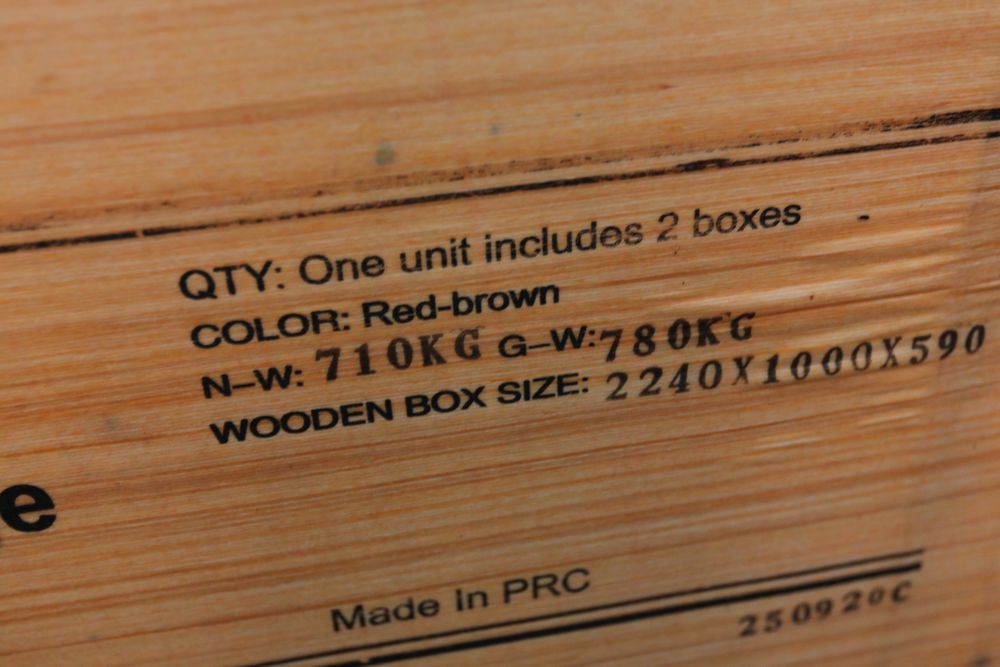 QTY: One unit includes 2 boxes
COLOR: Red-brown
N-W: 710KG G-W: 780KG
WOODEN BOX SIZE: 2240X1000X590
e
Made In PRC
250920C